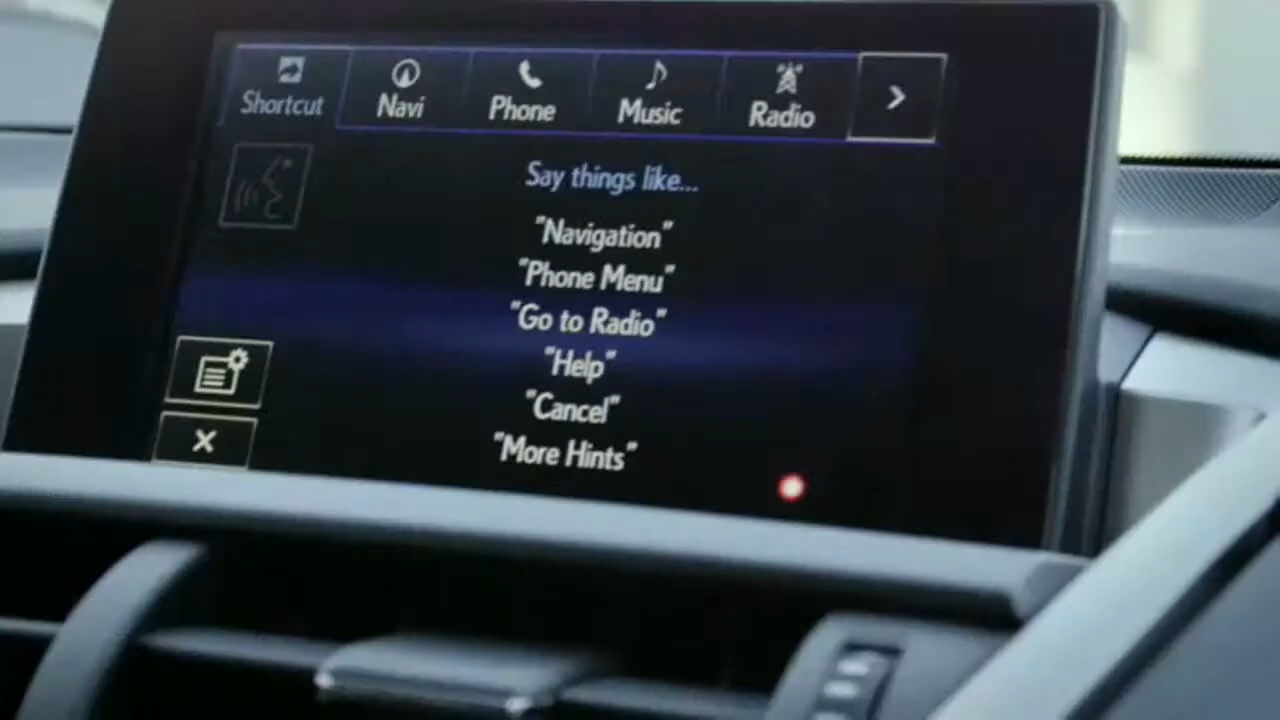 Shortcut Navi Phone Music Radio
Say things like...
"Navigation"
"Phone Menu"
"Go to Radio"
"Help"
"Cancel"
"More Hints"